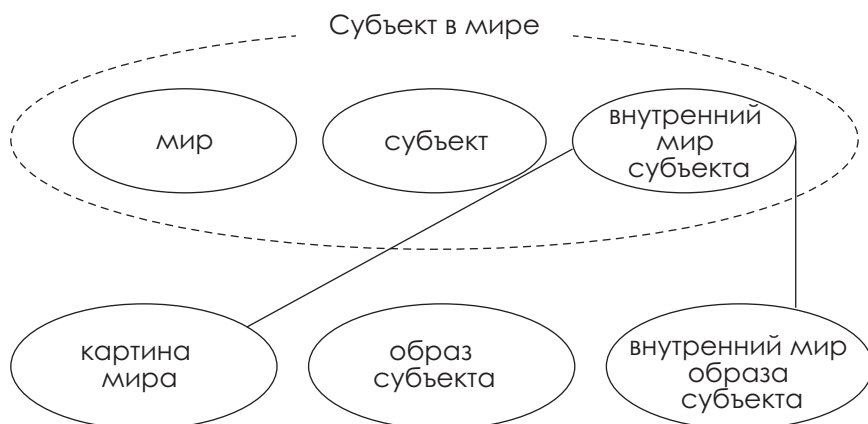 Субъект в мире
мир
субъект
внутренний
мир
субъекта
картина
мира
образ
субъекта
внутренний мир
образа
субъекта